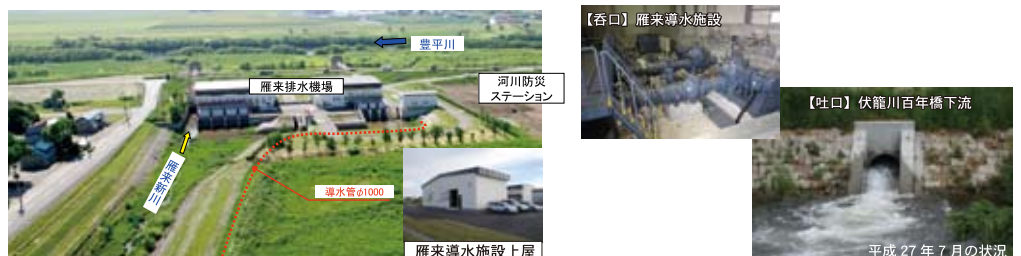 豊平川
雁来排水機場
河川防災
ステーション
雁来新川
導水管φ1000
雁来導水施設上屋
【呑口】雁来導水施設
【吐口】伏籠川百年橋下流
平成 27 年 7 月の状況